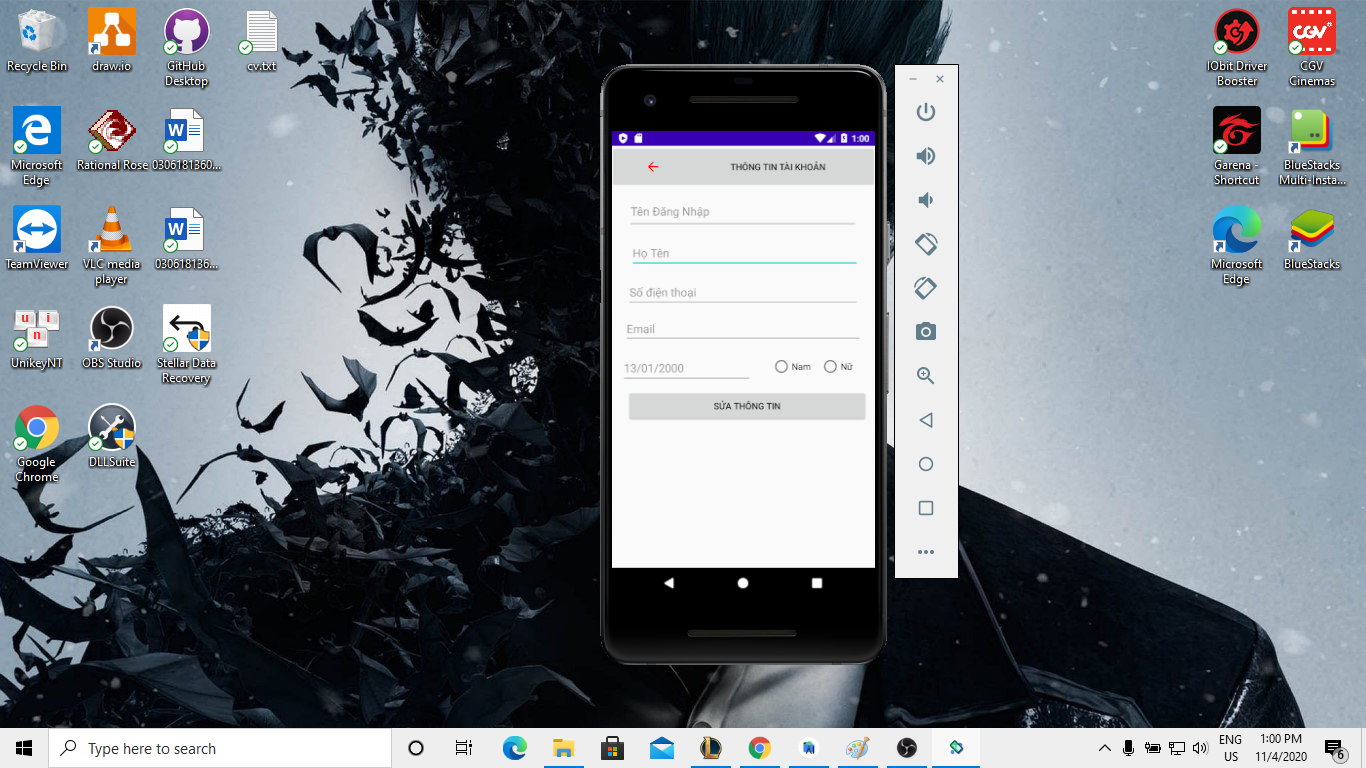 Recycle Bin
draw.io
GitHub
Desktop
cv.txt
Microsoft
Edge
Rational Rose
0306181360...
TeamViewer
VLC media
player
030618136...
UnikeyNT
OBS Studio
Stellar Data
Recovery
Google
Chrome
DLLSuite
1:00
THÔNG TIN TÀI KHOẢN
Tên Đăng Nhập
Họ Tên
Số điện thoại
Email
13/01/2000
Nam
Nữ
SỬA THÔNG TIN
IObit Driver
Booster
CGV
CGV
Cinemas
Garena -
Shortcut
BlueStacks
Multi-Insta...
Microsoft
Edge
BlueStacks
Type here to search
ENG
US
1:00 PM
11/4/2020
6